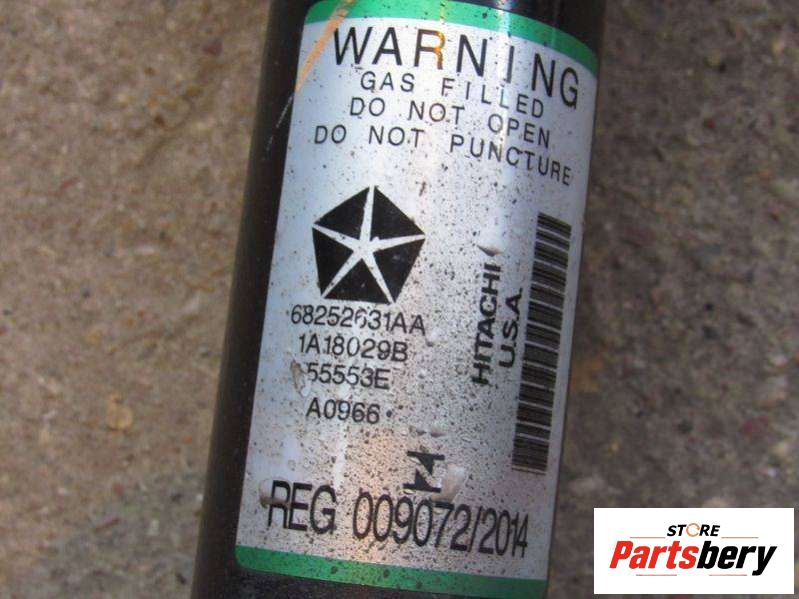 WARNING
GAS FILLED
DO NOT OPEN
DO NOT PUNCTURE
68252631AA
1A18029B
55553E
A0966
HITACHI
U.S.A.
REG 009072/2014
STORE
Partsbery